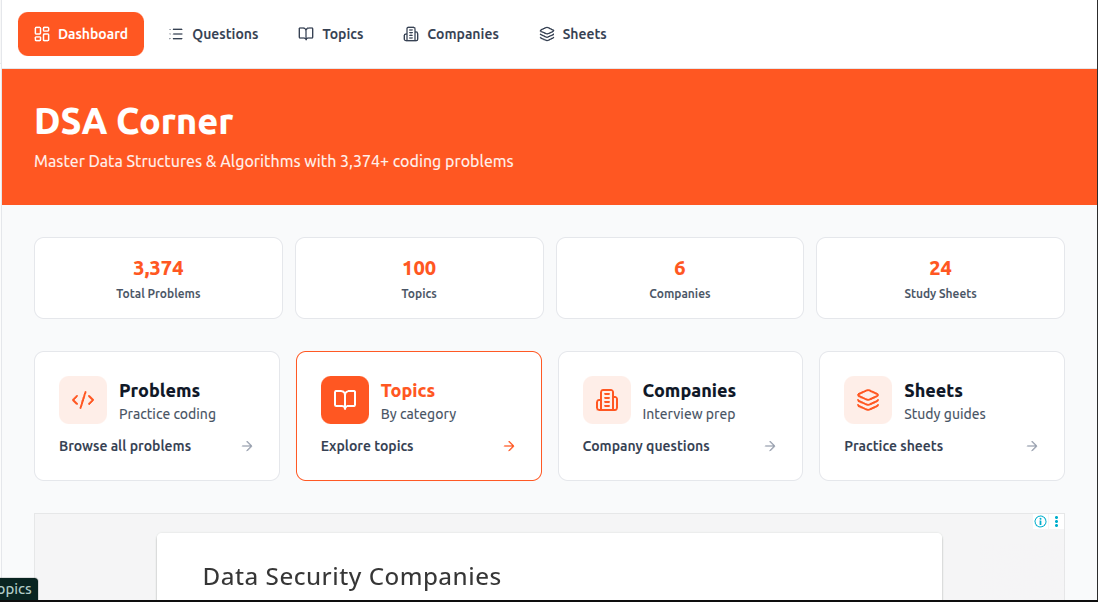 Dashboard Questions Topics Companies Sheets
DSA Corner
Master Data Structures & Algorithms with 3,374+ coding problems
3,374 100 6 24
Total Problems Topics Companies Study Sheets
Problems Topics Companies Sheets
Practice coding By category Interview prep Study guides
Browse all problems Explore topics Company questions Practice sheets
Data Security Companies
opics